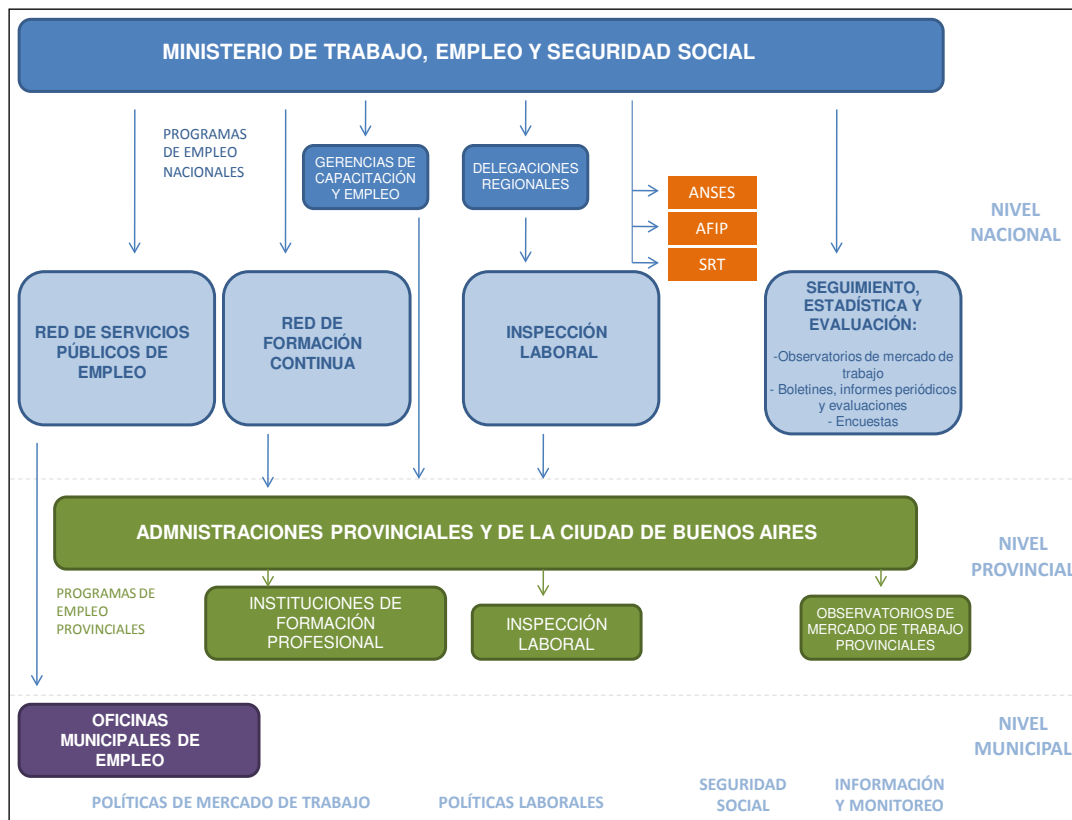 MINISTERIO DE TRABAJO, EMPLEO Y SEGURIDAD SOCIAL
PROGRAMAS
DE EMPLEO
NACIONALES
GERENCIAS DE
CAPACITACIÓN
Y EMPLEO
DELEGACIONES
REGIONALES
ANSES
AFIP
SRT
NIVEL
NACIONAL
RED DE SERVICIOS
PÚBLICOS DE
EMPLEO
RED DE
FORMACIÓN
CONTINUA
INSPECCIÓN
LABORAL
SEGUIMIENTO,
ESTADÍSTICA Y
EVALUACIÓN:
-Observatorios de mercado de
trabajo
- Boletines, informes periódicos
y evaluaciones
- Encuestas
ADMNISTRACIONES PROVINCIALES Y DE LA CIUDAD DE BUENOS AIRES
NIVEL
PROVINCIAL
PROGRAMAS DE
EMPLEO
PROVINCIALES
INSTITUCIONES DE
FORMACIÓN
PROFESIONAL
INSPECCIÓN
LABORAL
OBSERVATORIOS DE
MERCADO DE TRABAJO
PROVINCIALES
OFICINAS
MUNICIPALES DE
EMPLEO
NIVEL
MUNICIPAL
POLÍTICAS DE MERCADO DE TRABAJO
POLÍTICAS LABORALES
SEGURIDAD
SOCIAL
INFORMACIÓN
Y MONITOREO